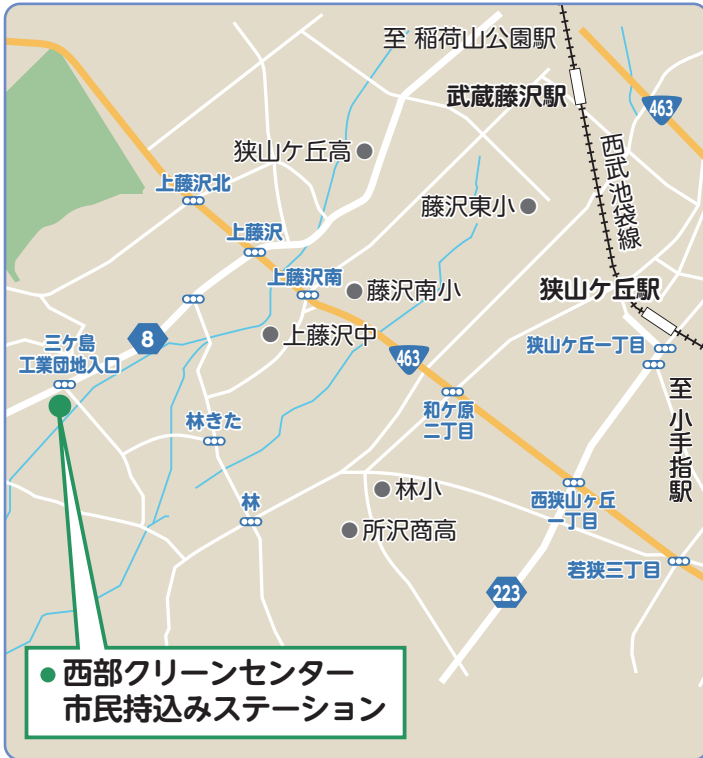 至 稲荷山公園駅
武蔵藤沢駅
463
西武池袋線
狭山ケ丘高
上藤沢北
藤沢東小
上藤沢
上藤沢南
藤沢南小
狭山ケ丘駅
8
上藤沢中
三ケ島
工業団地入口
463
狭山ケ丘一丁目
至 小手指駅
和ケ原
二丁目
林きた
林
林小
西狭山ヶ丘
一丁目
所沢商高
若狭三丁目
223
西部クリーンセンター
市民持込みステーション